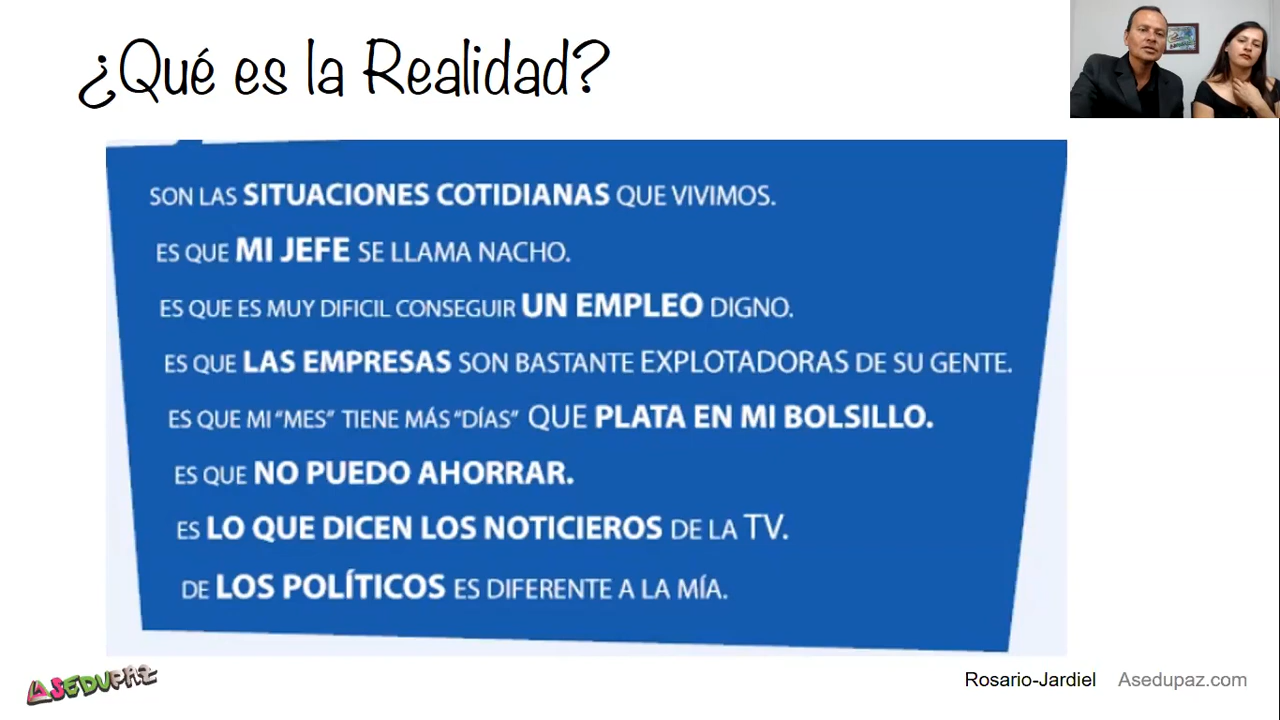 ¿Qué es la Realidad?
SON LAS SITUACIONES COTIDIANAS QUE VIVIMOS.
ES QUE MI JEFE SE LLAMA NACHO.
ES QUE ES MUY DIFICIL CONSEGUIR UN EMPLEO DIGNO.
ES QUE LAS EMPRESAS SON BASTANTE EXPLOTADORAS DE SU GENTE.
ES QUE MI “MES” TIENE MÁS “DÍAS” QUE PLATA EN MI BOLSILLO.
ES QUE NO PUEDO AHORRAR.
ES LO QUE DICEN LOS NOTICIEROS DE LA TV.
DE LOS POLÍTICOS ES DIFERENTE A LA MÍA.
ASEDUPAZ
Rosario-Jardiel Asedupaz.com